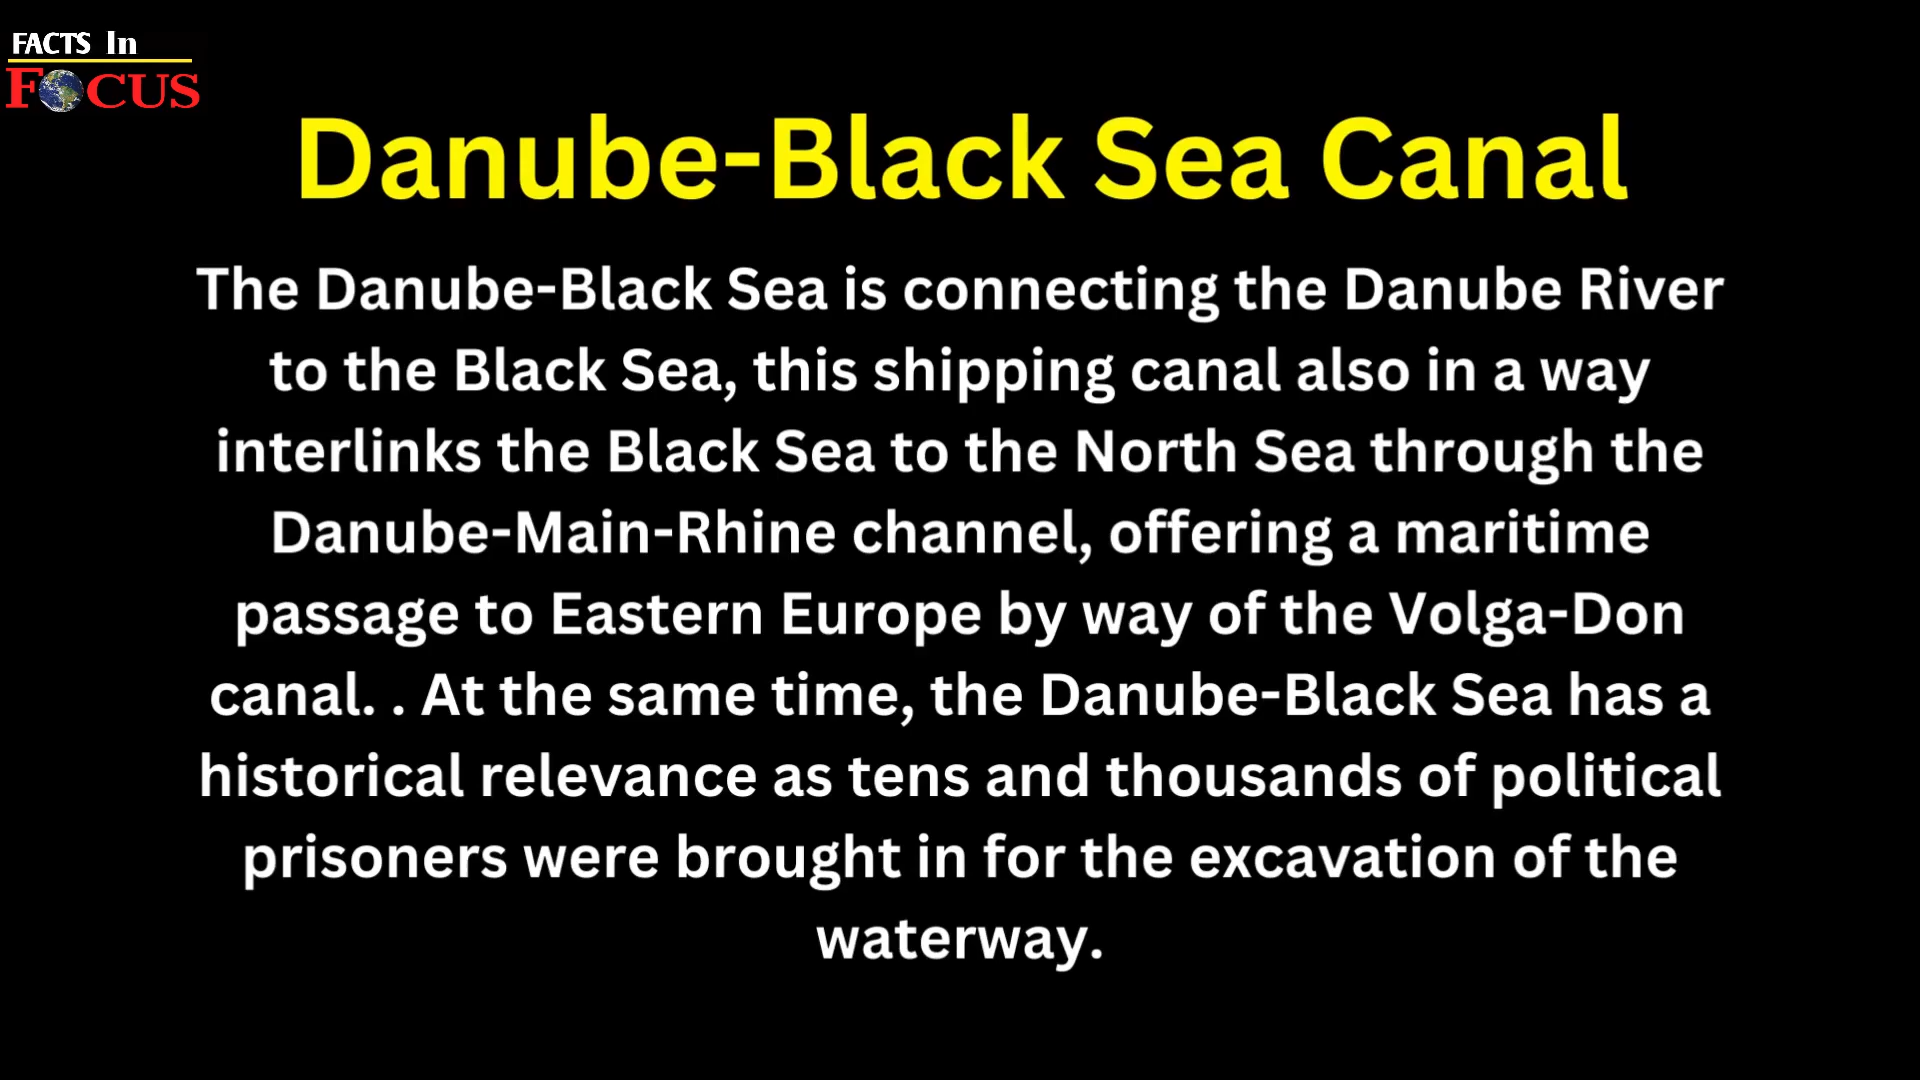 FACTS In
FOCUS
Danube-Black Sea Canal
The Danube-Black Sea is connecting the Danube River
to the Black Sea, this shipping canal also in a way
interlinks the Black Sea to the North Sea through the
Danube-Main-Rhine channel, offering a maritime
passage to Eastern Europe by way of the Volga-Don
canal. . At the same time, the Danube-Black Sea has a
historical relevance as tens and thousands of political
prisoners were brought in for the excavation of the
waterway.